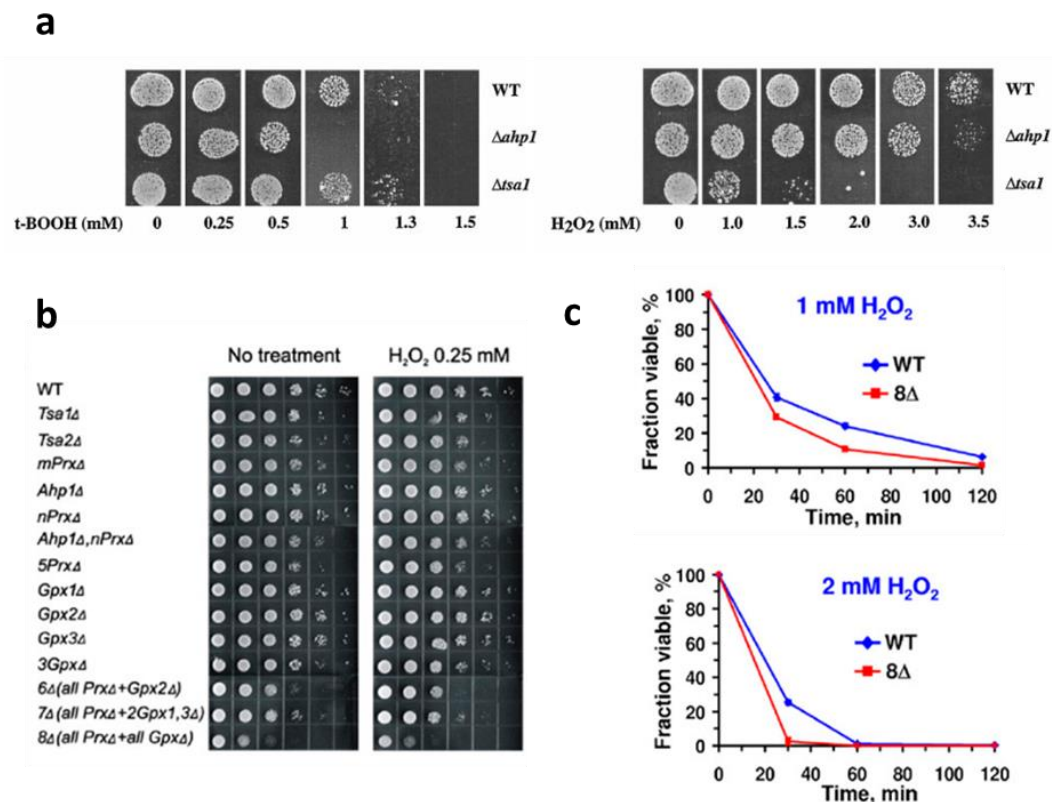 a
WT
Δahp1
Δtsa1
t-BOOH (mM) 0 0.25 0.5 1 1.3 1.5
WT
Δahp1
Δtsa1
H2O2 (mM) 0 1.0 1.5 2.0 3.0 3.5
b
No treatment H₂O₂ 0.25 mM
WT
Tsa1Δ
Tsa2Δ
mPrxΔ
Ahp1Δ
nPrxΔ
Ahp1Δ,nPrxΔ
5PrxΔ
Gpx1Δ
Gpx2Δ
Gpx3Δ
3GpxΔ
6Δ(all PrxΔ+Gpx2Δ)
7Δ(all PrxΔ+2Gpx1,3Δ)
8Δ(all PrxΔ+all GpxΔ)
c
1 mM H₂O₂
WT
8Δ
Fraction viable, %
100
80
60
40
20
0
0 20 40 60 80 100 120
Time, min
2 mM H₂O₂
WT
8Δ
Fraction viable, %
100
80
60
40
20
0
0 20 40 60 80 100 120
Time, min